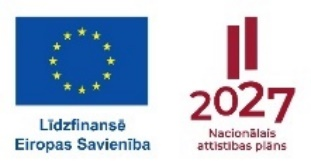 Līdzfinansē
Eiropas Savienība
2027
Nacionālais
attīstības plāns